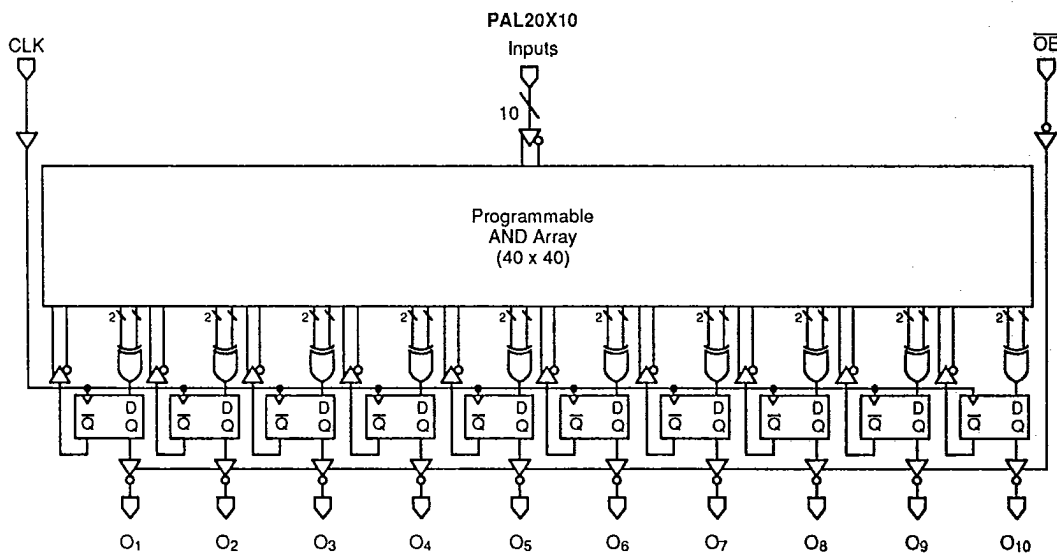 PAL20X10
CLK
Inputs
OE
10
Programmable
AND Array
(40 x 40)
2 2 2 2 2 2 2 2 2 2
Q D Q D Q D Q D Q D Q D Q D Q D Q D Q D
Q Q Q Q Q Q Q Q Q Q
O1 O2 O3 O4 O5 O6 O7 O8 O9 O10